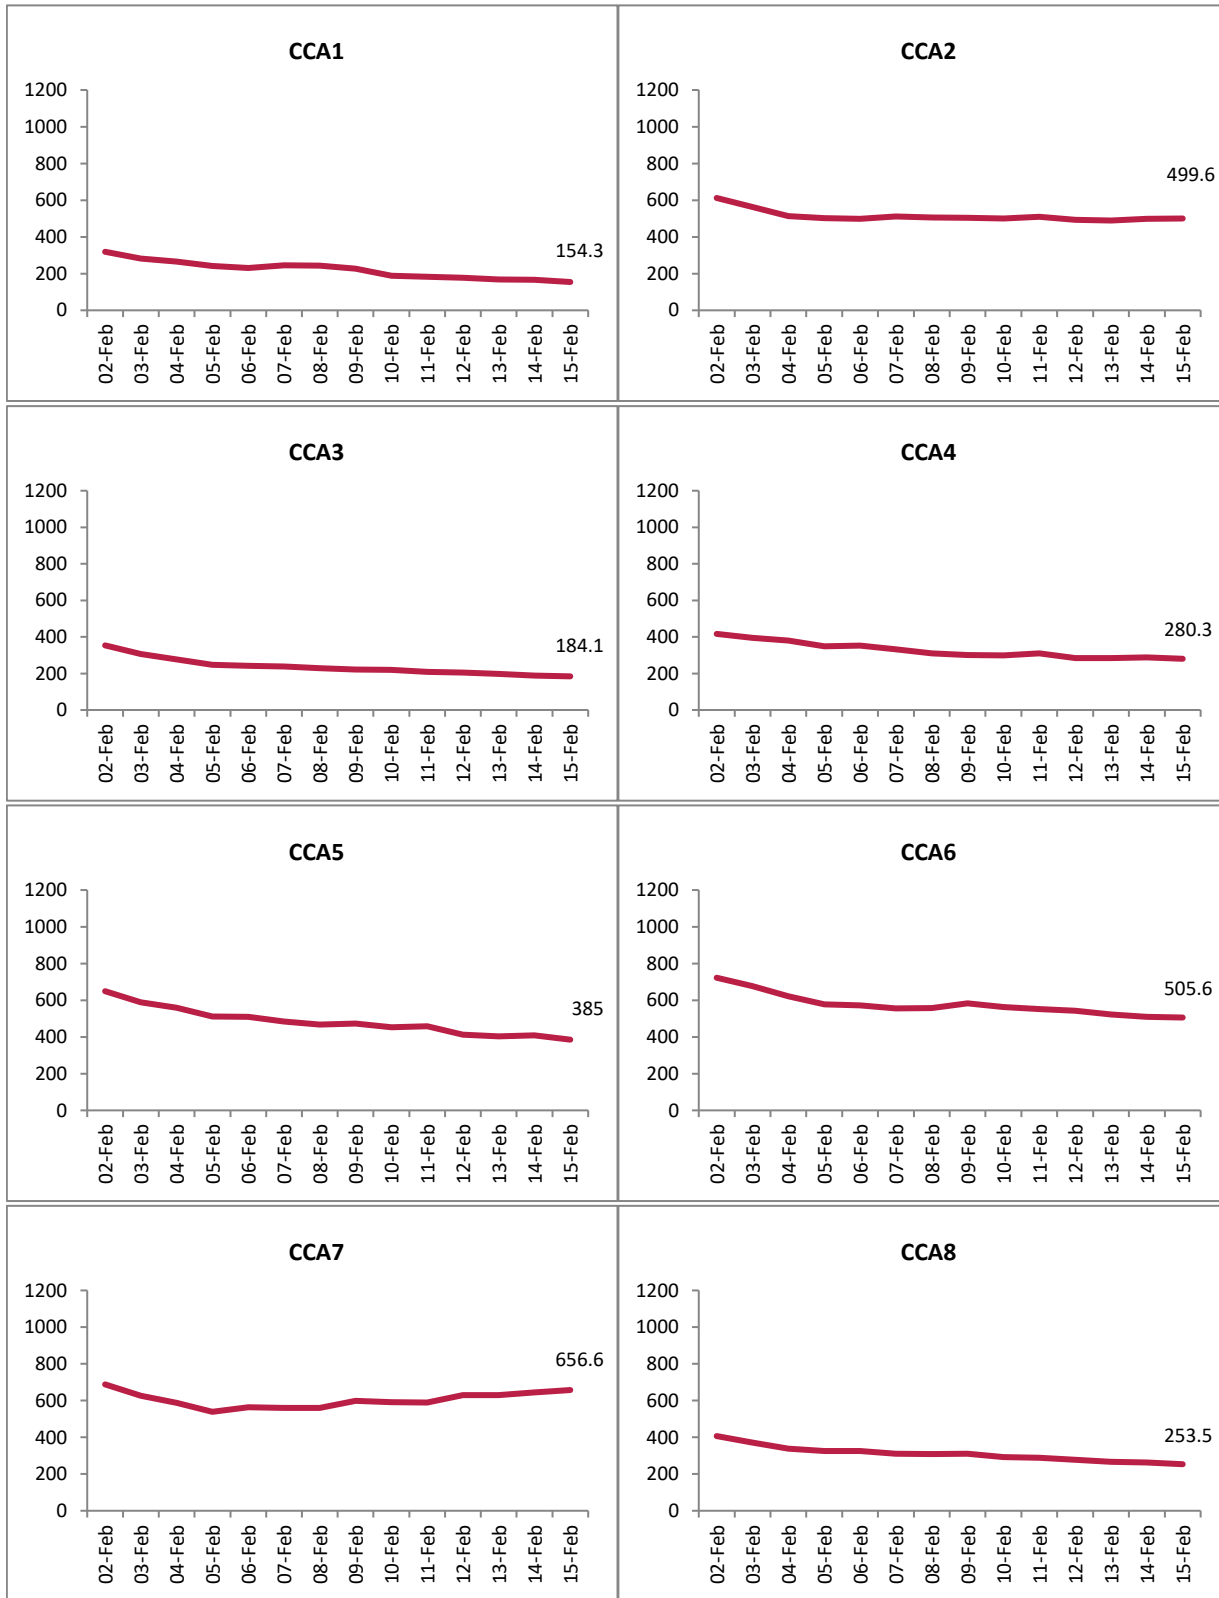 CCA1
1200
1000
800
600
400
200
0
154.3
02-Feb
03-Feb
04-Feb
05-Feb
06-Feb
07-Feb
08-Feb
09-Feb
10-Feb
11-Feb
12-Feb
13-Feb
14-Feb
15-Feb
CCA2
1200
1000
800
600
400
200
0
499.6
02-Feb
03-Feb
04-Feb
05-Feb
06-Feb
07-Feb
08-Feb
09-Feb
10-Feb
11-Feb
12-Feb
13-Feb
14-Feb
15-Feb
CCA3
1200
1000
800
600
400
200
0
184.1
02-Feb
03-Feb
04-Feb
05-Feb
06-Feb
07-Feb
08-Feb
09-Feb
10-Feb
11-Feb
12-Feb
13-Feb
14-Feb
15-Feb
CCA4
1200
1000
800
600
400
200
0
280.3
02-Feb
03-Feb
04-Feb
05-Feb
06-Feb
07-Feb
08-Feb
09-Feb
10-Feb
11-Feb
12-Feb
13-Feb
14-Feb
15-Feb
CCA5
1200
1000
800
600
400
200
0
385
02-Feb
03-Feb
04-Feb
05-Feb
06-Feb
07-Feb
08-Feb
09-Feb
10-Feb
11-Feb
12-Feb
13-Feb
14-Feb
15-Feb
CCA6
1200
1000
800
600
400
200
0
505.6
02-Feb
03-Feb
04-Feb
05-Feb
06-Feb
07-Feb
08-Feb
09-Feb
10-Feb
11-Feb
12-Feb
13-Feb
14-Feb
15-Feb
CCA7
1200
1000
800
600
400
200
0
656.6
02-Feb
03-Feb
04-Feb
05-Feb
06-Feb
07-Feb
08-Feb
09-Feb
10-Feb
11-Feb
12-Feb
13-Feb
14-Feb
15-Feb
CCA8
1200
1000
800
600
400
200
0
253.5
02-Feb
03-Feb
04-Feb
05-Feb
06-Feb
07-Feb
08-Feb
09-Feb
10-Feb
11-Feb
12-Feb
13-Feb
14-Feb
15-Feb